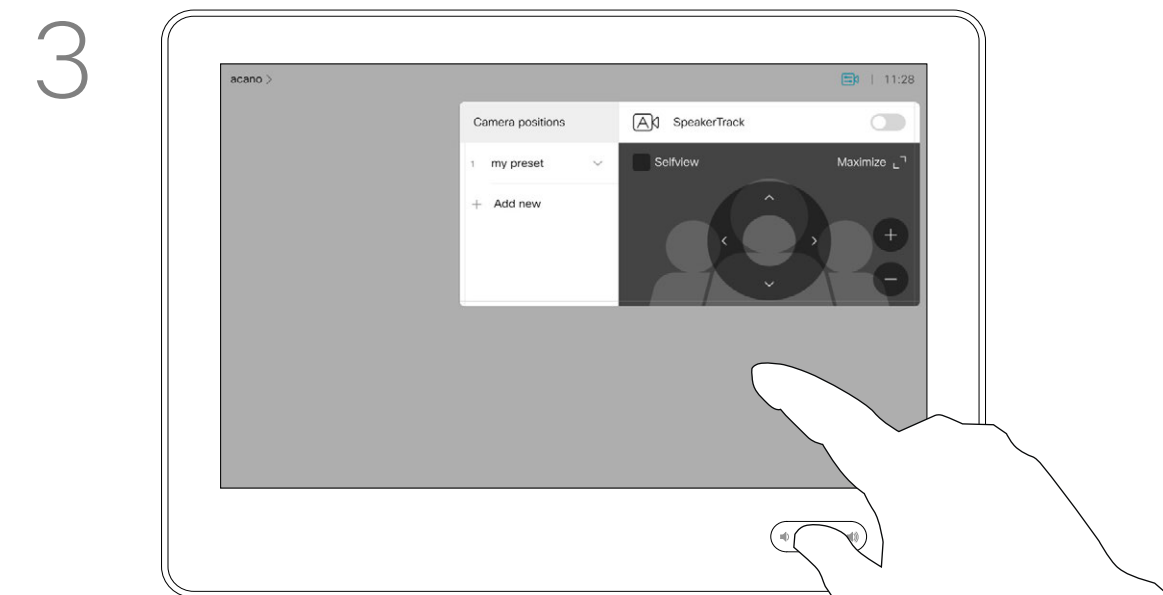 3
acano >
11:28
Camera positions
SpeakerTrack
1 my preset
Selfview
Maximize
+ Add new